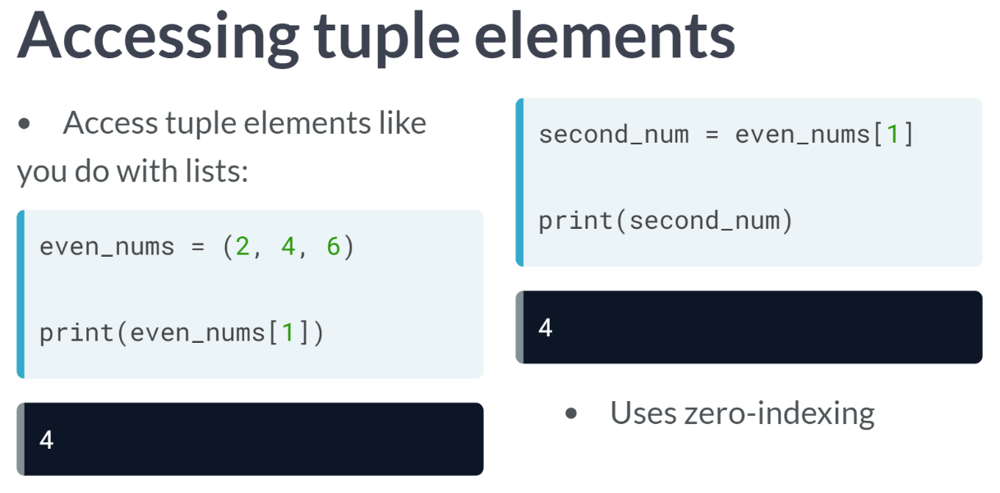 Accessing tuple elements
• Access tuple elements like
you do with lists:
even_nums = (2, 4, 6)
print(even_nums[1])
4
second_num = even_nums[1]
print(second_num)
4
• Uses zero-indexing